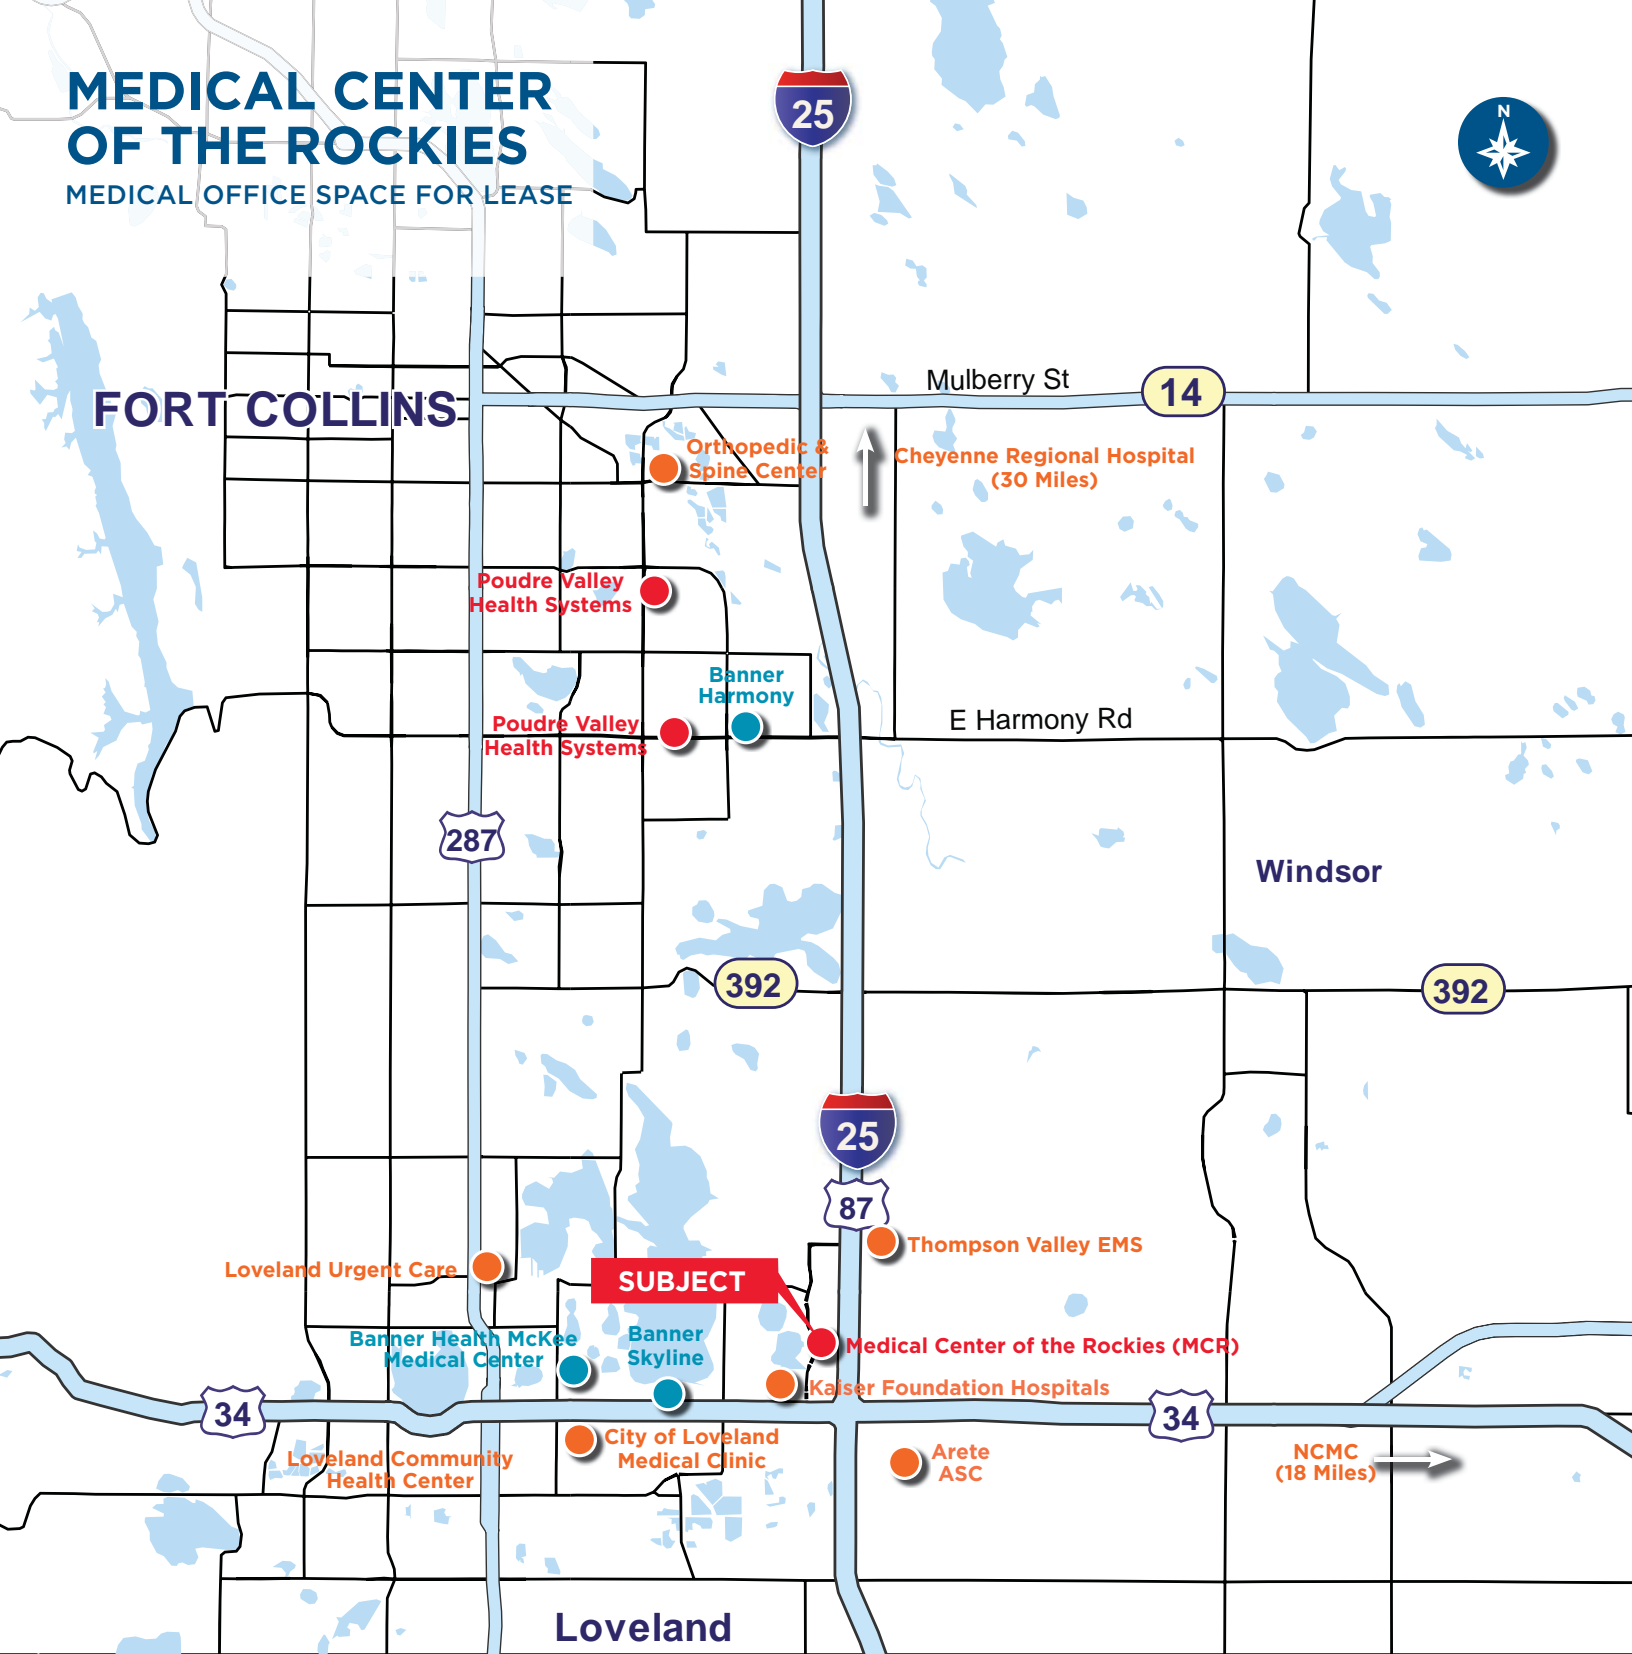 MEDICAL CENTER
OF THE ROCKIES
MEDICAL OFFICE SPACE FOR LEASE
25
N
Mulberry St
14
FORT COLLINS
Orthopedic &
Spine Center
Cheyenne Regional Hospital
(30 Miles)
Poudre Valley
Health Systems
Banner
Harmony
Poudre Valley
Health Systems
E Harmony Rd
287
Windsor
392
392
25
87
Thompson Valley EMS
Loveland Urgent Care
SUBJECT
Banner Health McKee
Medical Center
Banner
Skyline
Medical Center of the Rockies (MCR)
Kaiser Foundation Hospitals
34
34
City of Loveland
Medical Clinic
Loveland Community
Health Center
Arete
ASC
NCMC
(18 Miles)
Loveland